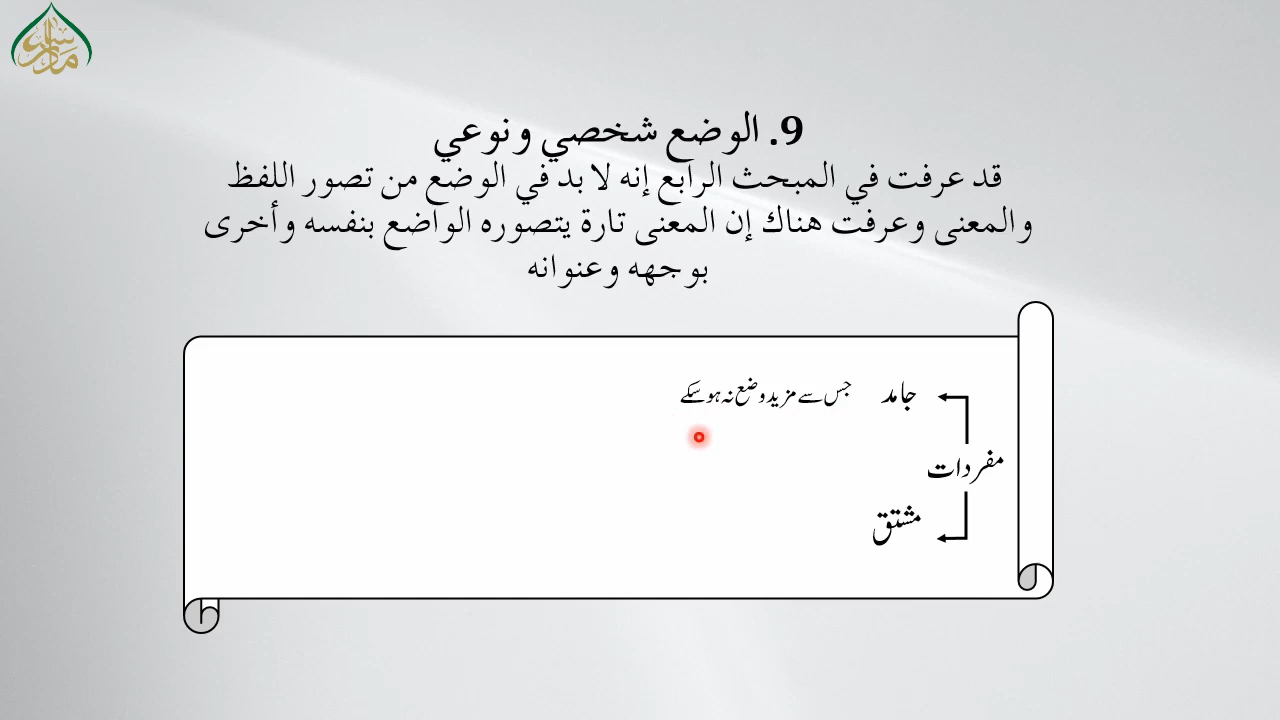 9. الوضع شخصي ونوعي
قد عرفت في المبحث الرابع إنه لا بد في الوضع من تصور اللفظ
والمعنى وعرفت هناك إن المعنى تارة يتصوره الواضع بنفسه وأخرى
بوجهه وعنوانه
جامد جس سے مزید وضع نہ ہو سکے
مفردات
مشتق